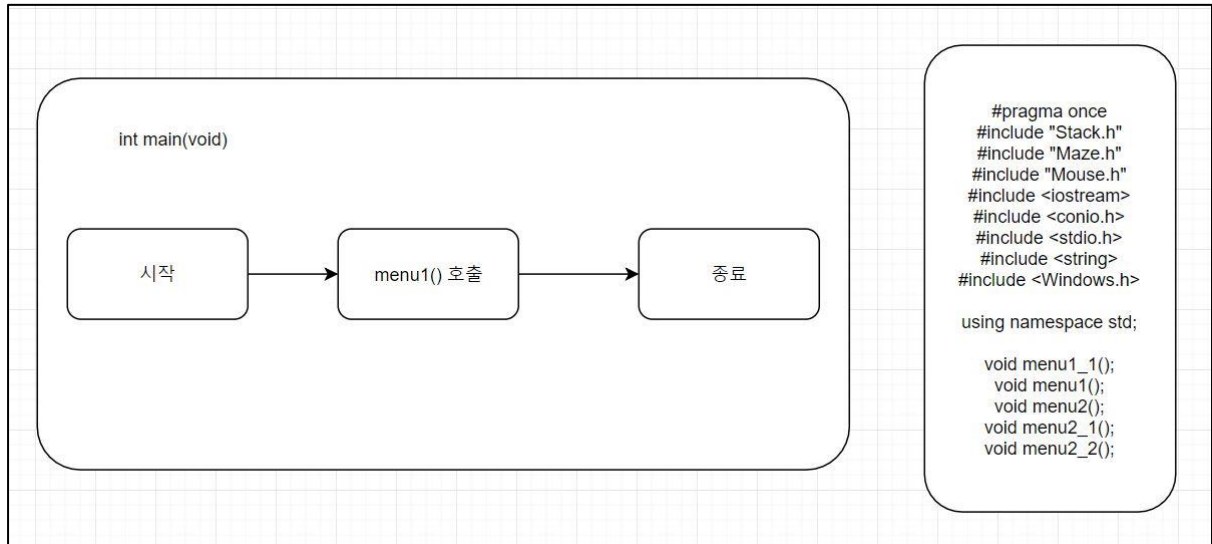 int main(void)
시작
menu1() 호출
종료
#pragma once
#include "Stack.h"
#include "Maze.h"
#include "Mouse.h"
#include <iostream>
#include <conio.h>
#include <stdio.h>
#include <string>
#include <Windows.h>
using namespace std;
void menu1_1();
void menu1();
void menu2();
void menu2_1();
void menu2_2();